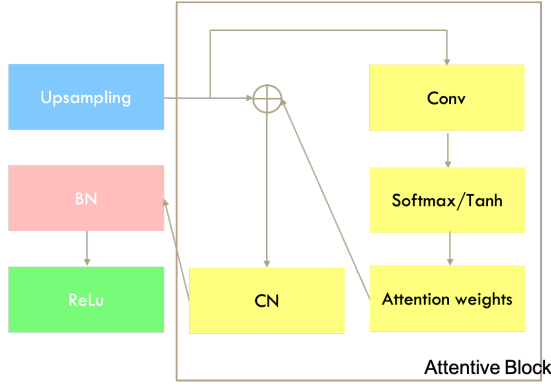 Upsampling
Conv
BN
Softmax/Tanh
ReLu
CN
Attention weights
Attentive Block